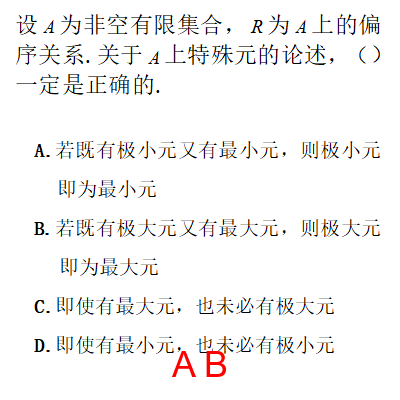 设A为非空有限集合，R为A上的偏
序关系.关于A上特殊元的论述，（）
一定是正确的.
A.若既有极小元又有最小元，则极小元
即为最小元
B.若既有极大元又有最大元，则极大元
即为最大元
C.即使有最大元，也未必有极大元
D.即使有最小元，也未必有极小元
A B